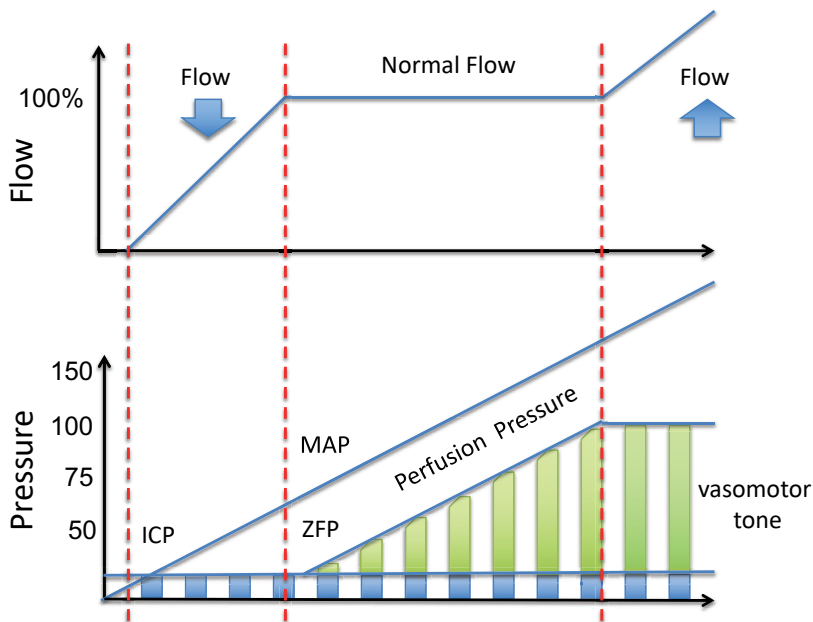 Flow
Normal Flow
Flow
100%
Flow
150
100
75
50
Pressure
MAP
Perfusion Pressure
ICP
ZFP
vasomotor
tone